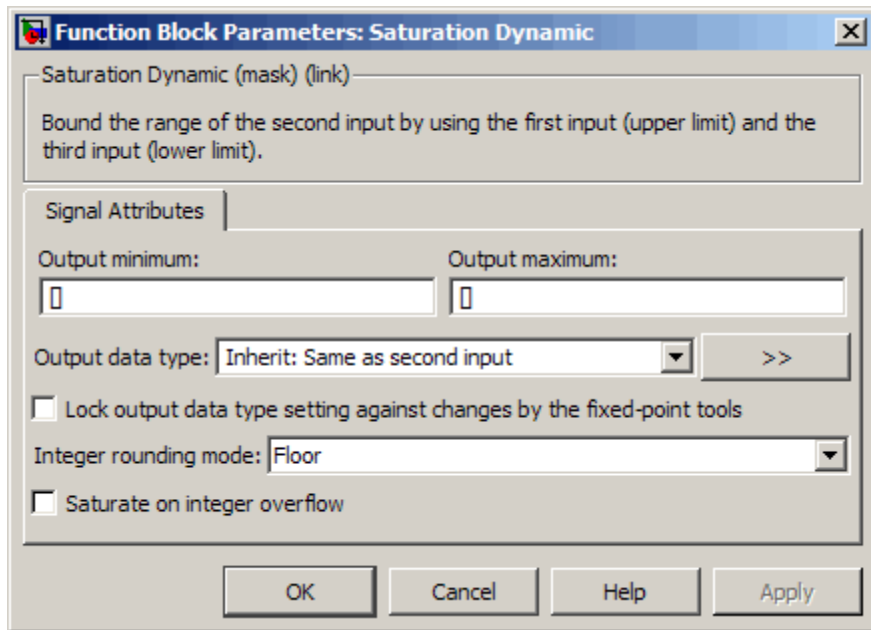 Function Block Parameters: Saturation Dynamic
Saturation Dynamic (mask) (link)
Bound the range of the second input by using the first input (upper limit) and the
third input (lower limit).
Signal Attributes
Output minimum:
Output maximum:
[]
[]
Output data type: Inherit: Same as second input
>>
Lock output data type setting against changes by the fixed-point tools
Integer rounding mode: Floor
Saturate on integer overflow
OK
Cancel
Help
Apply